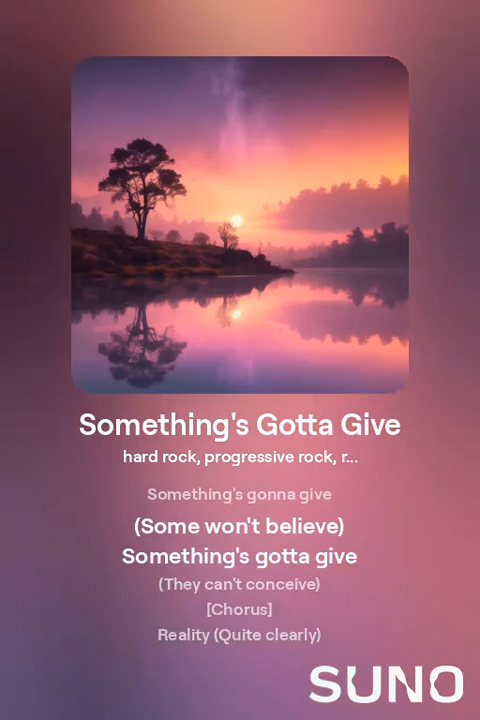 Something's Gotta Give
hard rock, progressive rock, r...
Something's gonna give
(Some won't believe)
Something's gotta give
(They can't conceive)
[Chorus]
Reality (Quite clearly)
SUNO